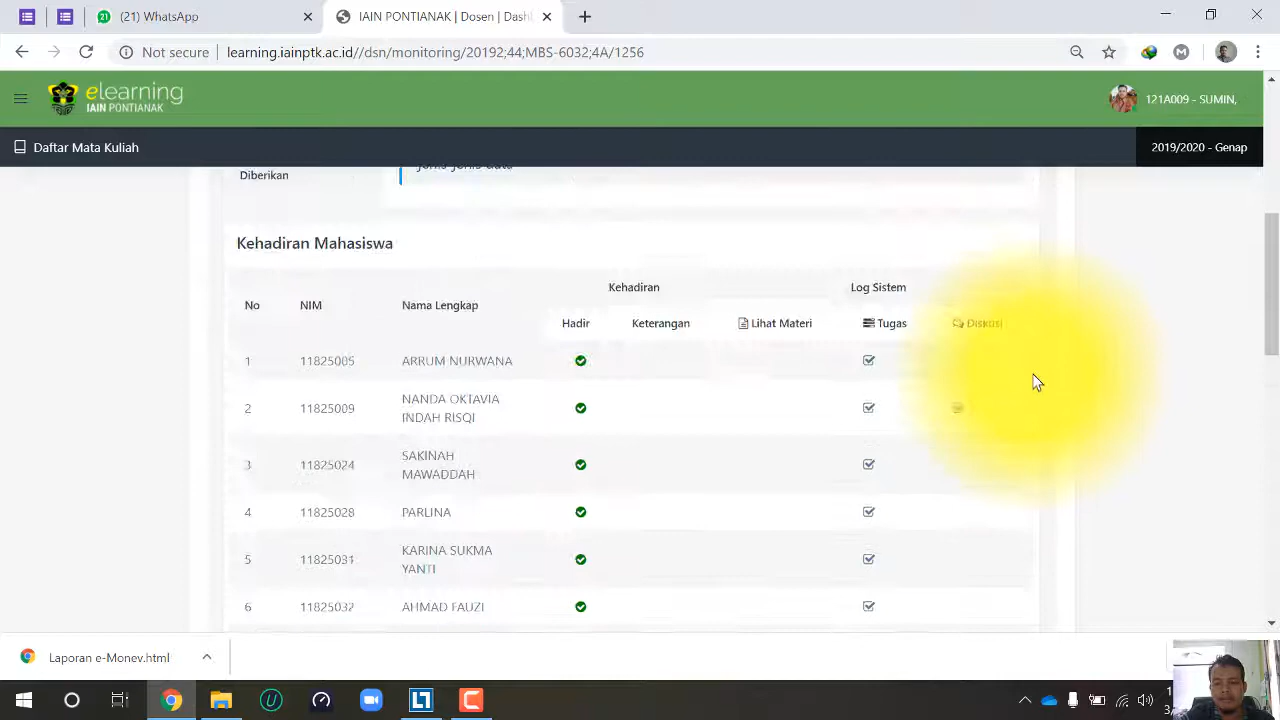 (21) WhatsApp
IAIN PONTIANAK | Dosen | Dash
Not secure
learning.iainptk.ac.id//dsn/monitoring/20192;44;MBS-6032;4A/1256
elearning
IAIN PONTIANAK
121A009 - SUMIN,
Daftar Mata Kuliah
2019/2020 - Genap
Diberikan
Kehadiran Mahasiswa
No NIM Nama Lengkap Kehadiran Log Sistem
Hadir Keterangan Lihat Materi Tugas Diskusi
1 11825005 ARRUM NURWANA
2 11825009 NANDA OKTAVIA
INDAH RISQI
3 11825024 SAKINAH
MAWADDAH
4 11825028 PARLINA
5 11825031 KARINA SUKMA
YANTI
6 11825032 AHMAD FAUZI
Laporan e-Monev.html